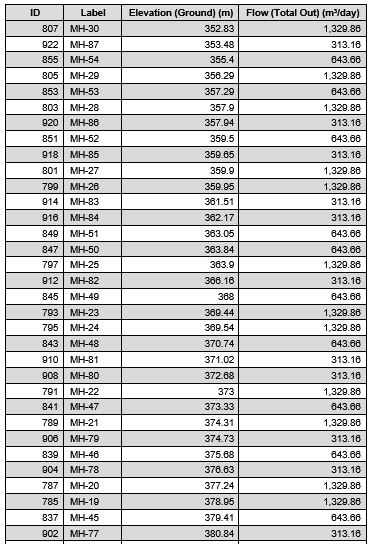 ID Label Elevation (Ground) (m) Flow (Total Out) (m³/day)
807 MH-30 352.83 1,329.86
922 MH-87 353.48 313.16
855 MH-54 355.4 643.66
805 MH-29 356.29 1,329.86
853 MH-53 357.29 643.66
803 MH-28 357.9 1,329.86
920 MH-86 357.94 313.16
851 MH-52 359.5 643.66
918 MH-85 359.65 313.16
801 MH-27 359.9 1,329.86
799 MH-26 359.95 1,329.86
914 MH-83 361.51 313.16
916 MH-84 362.17 313.16
849 MH-51 363.05 643.66
847 MH-50 363.84 643.66
797 MH-25 363.9 1,329.86
912 MH-82 366.16 313.16
845 MH-49 368 643.66
793 MH-23 369.44 1,329.86
795 MH-24 369.54 1,329.86
843 MH-48 370.74 643.66
910 MH-81 371.02 313.16
908 MH-80 372.68 313.16
791 MH-22 373 1,329.86
841 MH-47 373.33 643.66
789 MH-21 374.31 1,329.86
906 MH-79 374.73 313.16
839 MH-46 375.68 643.66
904 MH-78 376.63 313.16
787 MH-20 377.24 1,329.86
785 MH-19 378.95 1,329.86
837 MH-45 379.41 643.66
902 MH-77 380.84 313.16